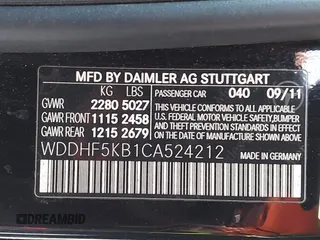 MFD BY DAIMLER AG STUTTGART
KG LBS PASSENGER CAR 040 09/11
GVWR 2280 5027
GAWR FRONT 1115 2458
GAWR REAR 1215 2679
THIS VEHICLE CONFORMS TO ALL APPLICABLE U.S. FEDERAL MOTOR VEHICLE SAFETY, BUMPER AND THEFT PREVENTION STANDARDS IN EFFECT ON THE DATE OF MANUFACTURE SHOWN ABOVE.
WDDHF5KB1CA524212
MADE IN GERMANY
DREAMBID